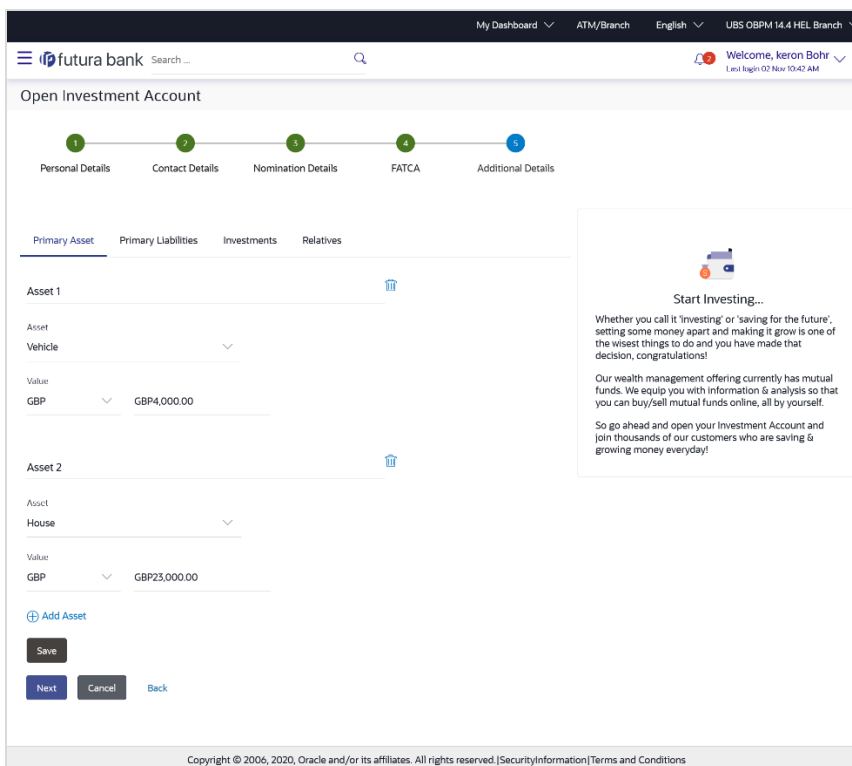 My Dashboard ATM/Branch English UBS OBPM 14.4 HEL Branch
futura bank Search ... 2 Welcome, keron Bohr
Last login 02 Nov 10:42 AM
Open Investment Account
1 2 3 4 5
Personal Details Contact Details Nomination Details FATCA Additional Details
Primary Asset Primary Liabilities Investments Relatives
Asset 1
Asset
Vehicle
Value
GBP GBP4,000.00
Asset 2
Asset
House
Value
GBP GBP23,000.00
Add Asset
Save
Next Cancel Back
Start Investing...
Whether you call it 'investing' or 'saving for the future',
setting some money apart and making it grow is one of
the wisest things to do and you have made that
decision, congratulations!
Our wealth management offering currently has mutual
funds. We equip you with information & analysis so that
you can buy/sell mutual funds online, all by yourself.
So go ahead and open your Investment Account and
join thousands of our customers who are saving &
growing money everyday!
Copyright © 2006, 2020, Oracle and/or its affiliates. All rights reserved.|SecurityInformation|Terms and Conditions